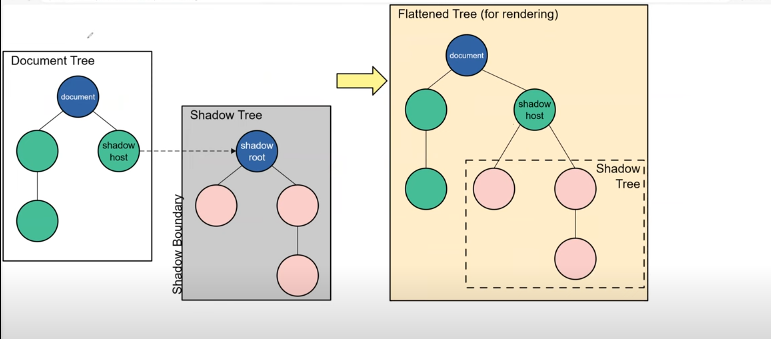 Document Tree
document
shadow
host
Shadow Tree
shadow
root
Shadow Boundary
Flattened Tree (for rendering)
document
shadow
host
Shadow
Tree